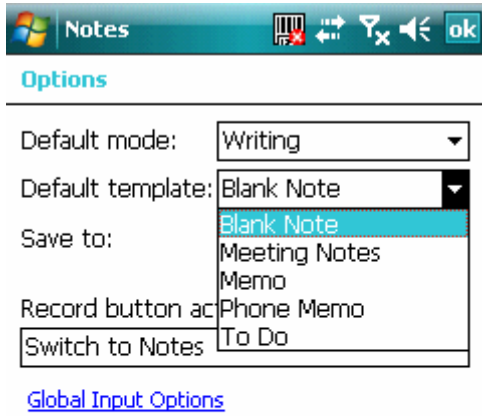 Notes ok
Options
Default mode: Writing
Default template: Blank Note
Blank Note
Save to: Meeting Notes
Memo
Record button ac Phone Memo
Switch to Notes To Do
Global Input Options